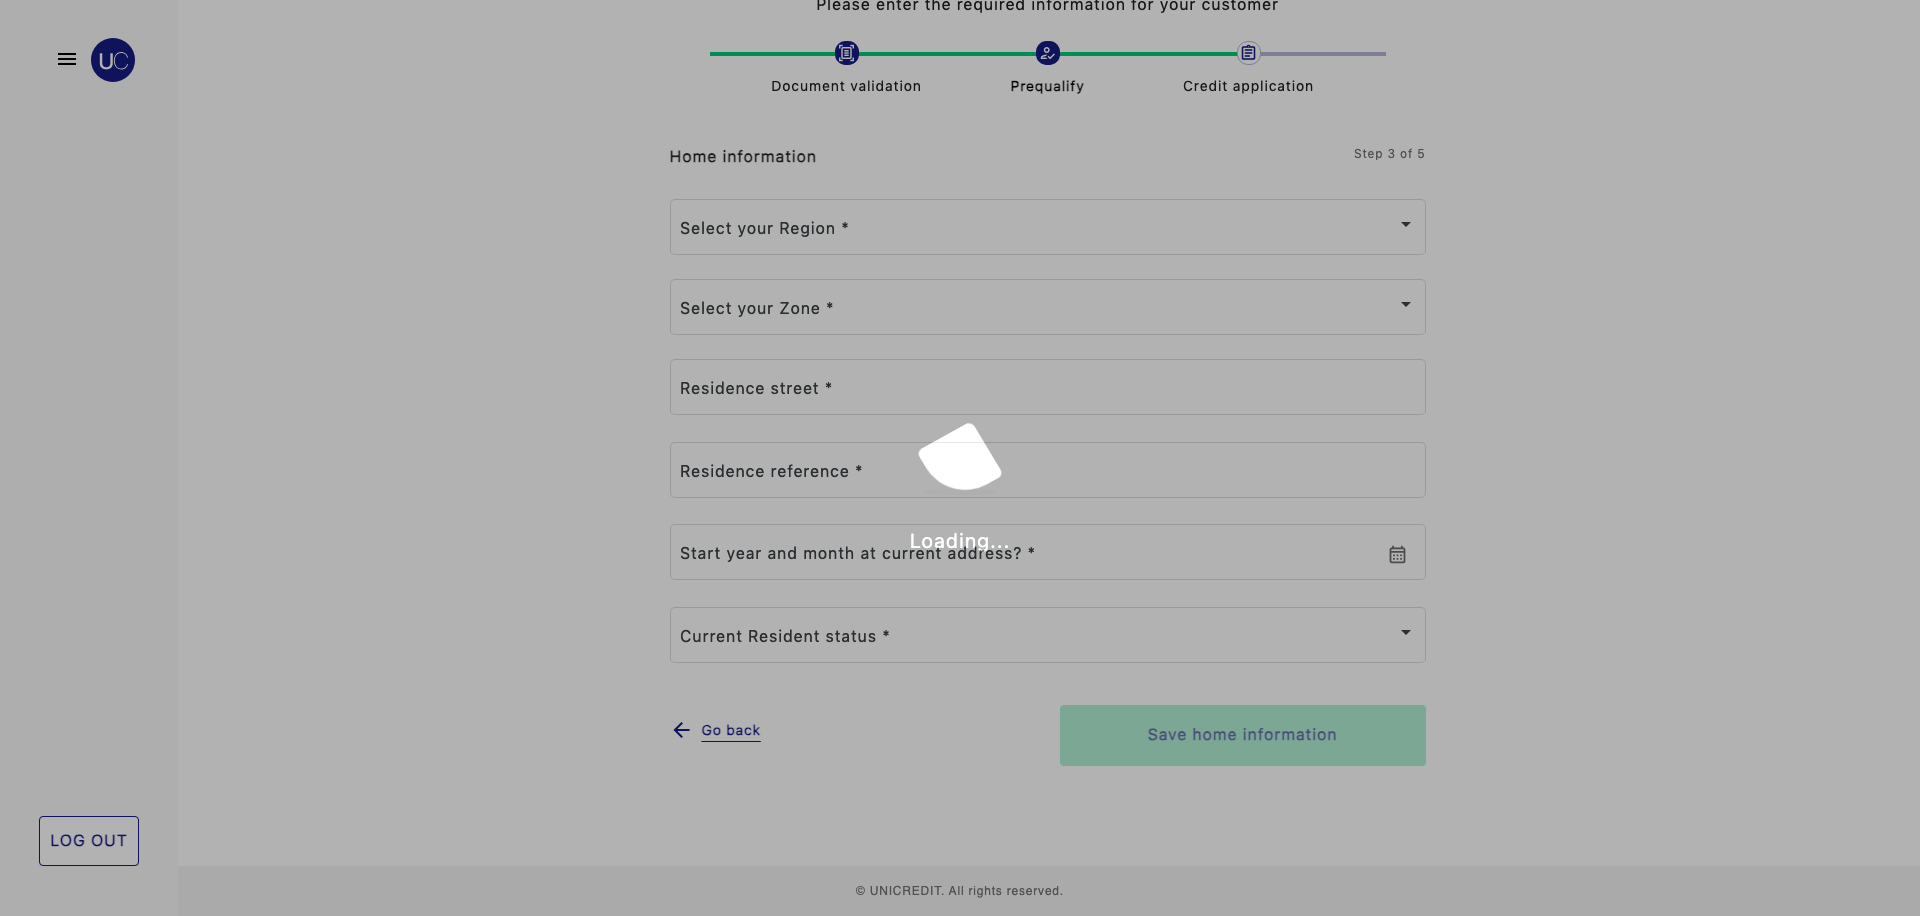 Please enter the required information for your customer
UC
Document validation
Prequalify
Credit application
Home information
Step 3 of 5
Select your Region *
Select your Zone *
Residence street *
Residence reference *
Loading...
Start year and month at current address? *
Current Resident status *
Go back
Save home information
LOG OUT
© UNICREDIT. All rights reserved.